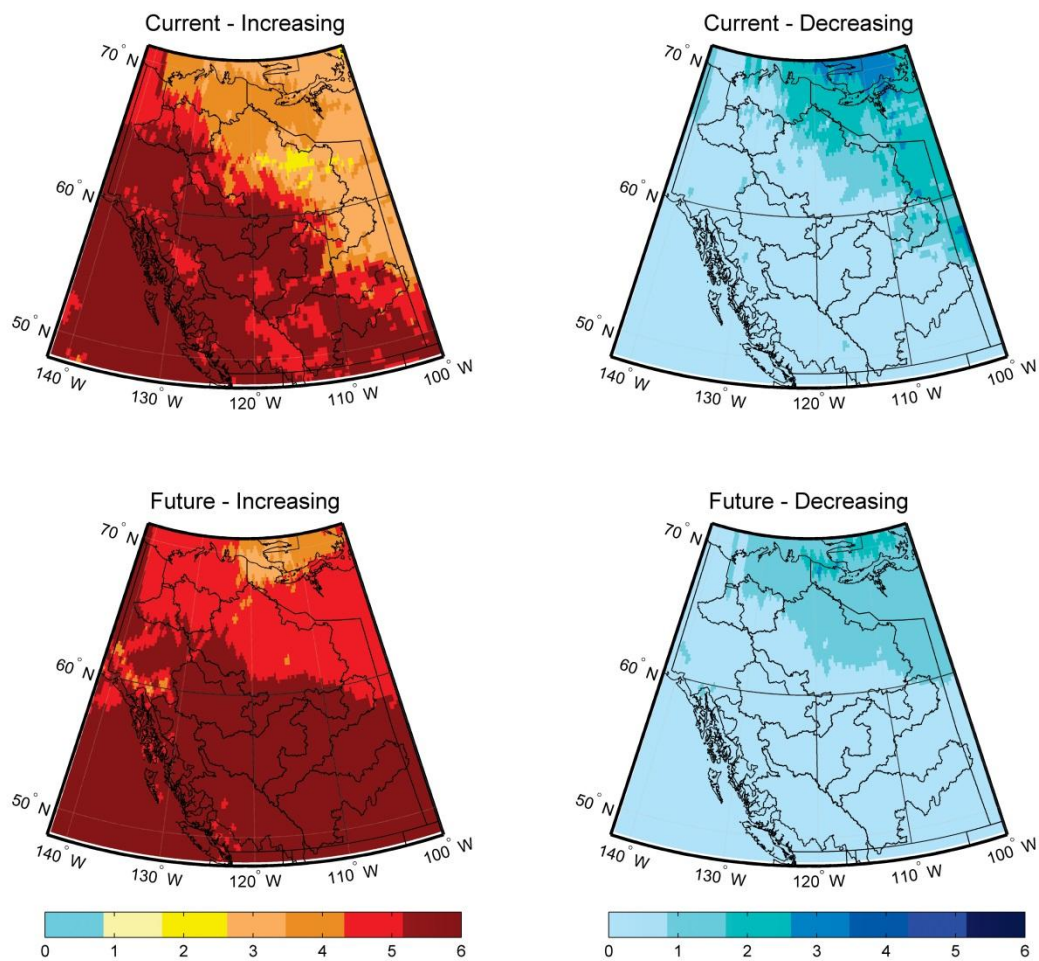 Current - Increasing
70° N
60° N
50° N
140° W
130° W
120° W
110° W
100° W
Current - Decreasing
70° N
60° N
50° N
140° W
130° W
120° W
110° W
100° W
Future - Increasing
70° N
60° N
50° N
140° W
130° W
120° W
110° W
100° W
Future - Decreasing
70° N
60° N
50° N
140° W
130° W
120° W
110° W
100° W
0 1 2 3 4 5 6
0 1 2 3 4 5 6